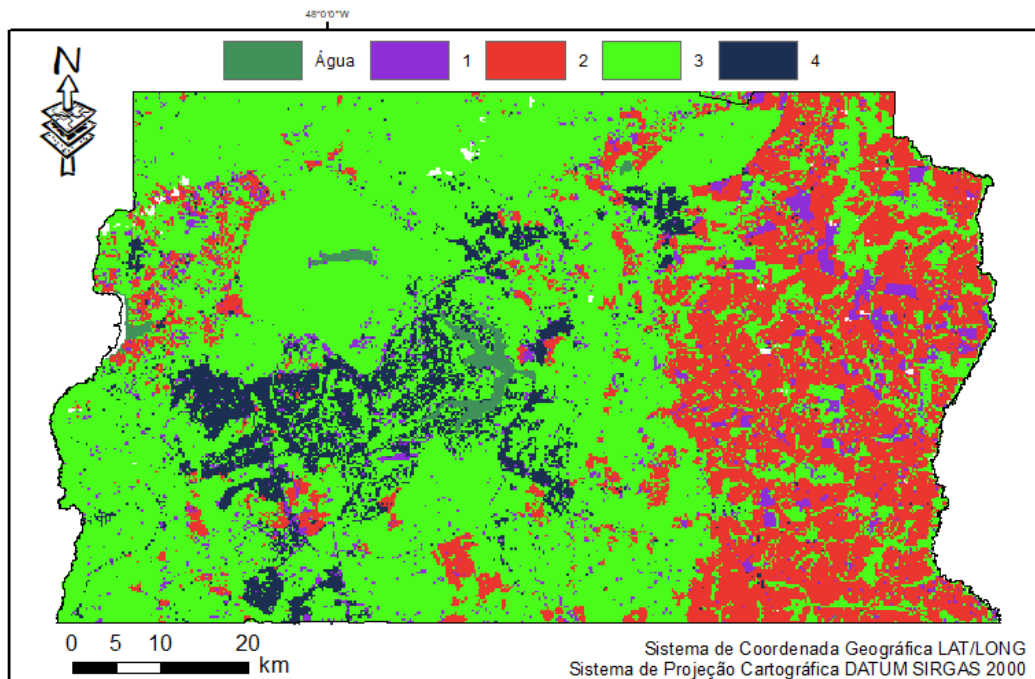 48°0'0"W
Água 1 2 3 4
N
0 5 10 20
km
Sistema de Coordenada Geográfica LAT/LONG
Sistema de Projeção Cartográfica DATUM SIRGAS 2000